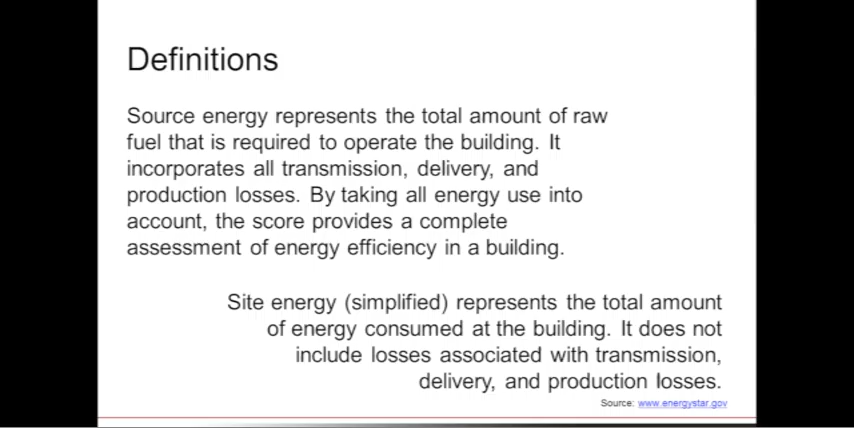 Definitions
Source energy represents the total amount of raw
fuel that is required to operate the building. It
incorporates all transmission, delivery, and
production losses. By taking all energy use into
account, the score provides a complete
assessment of energy efficiency in a building.
Site energy (simplified) represents the total amount
of energy consumed at the building. It does not
include losses associated with transmission,
delivery, and production losses.
Source: www.energystar.gov